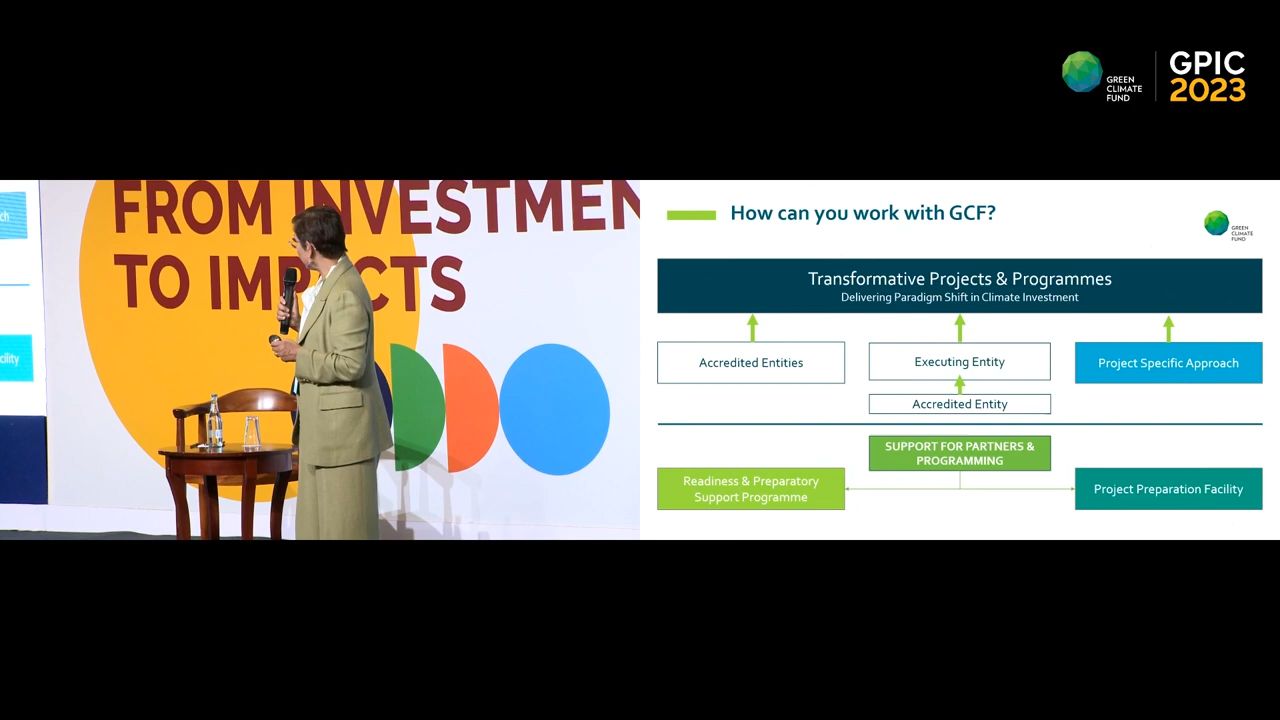 GREEN
CLIMATE
FUND
GPIC
2023
FROM INVESTMEN
TO IMPACTS
How can you work with GCF?
GREEN
CLIMATE
FUND
Transformative Projects & Programmes
Delivering Paradigm Shift in Climate Investment
Accredited Entities
Executing Entity
Project Specific Approach
Accredited Entity
SUPPORT FOR PARTNERS &
PROGRAMMING
Readiness & Preparatory
Support Programme
Project Preparation Facility